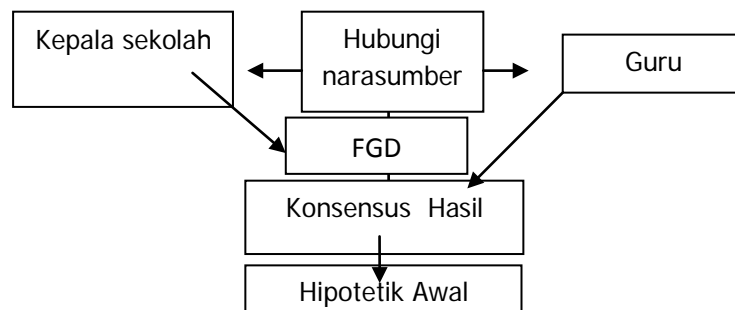 Kepala sekolah
Hubungi
narasumber
Guru
FGD
Konsensus Hasil
Hipotetik Awal